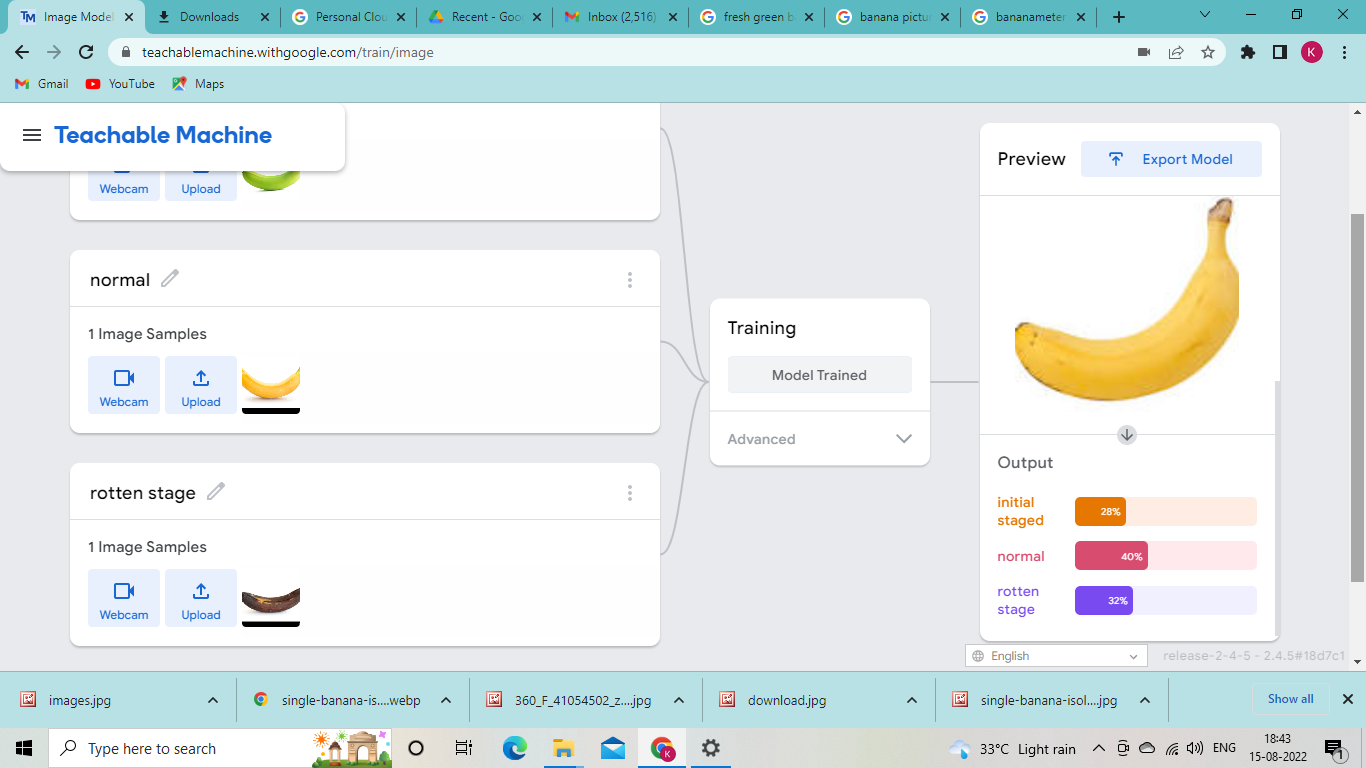 Image Model
Downloads
Personal Clou
Recent - Goo
Inbox (2,516)
fresh green b
banana pictu
bananameter
teachablemachine.withgoogle.com/train/image
K
Gmail
YouTube
Maps
Teachable Machine
Webcam
Upload
normal
1 Image Samples
Webcam
Upload
rotten stage
1 Image Samples
Webcam
Upload
Training
Model Trained
Advanced
Preview
Export Model
Output
initial
staged
28%
normal
40%
rotten
stage
32%
English
release-2-4-5 - 2.4.5#18d7c1
images.jpg
single-banana-is....webp
360_F_41054502_z....jpg
download.jpg
single-banana-isol....jpg
Show all
Type here to search
33°C Light rain
ENG
18:43
15-08-2022
1